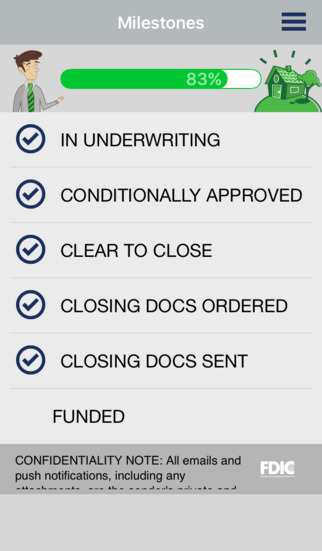 Milestones
83%
IN UNDERWRITING
CONDITIONALLY APPROVED
CLEAR TO CLOSE
CLOSING DOCS ORDERED
CLOSING DOCS SENT
FUNDED
CONFIDENTIALITY NOTE: All emails and
push notifications, including any
FDIC